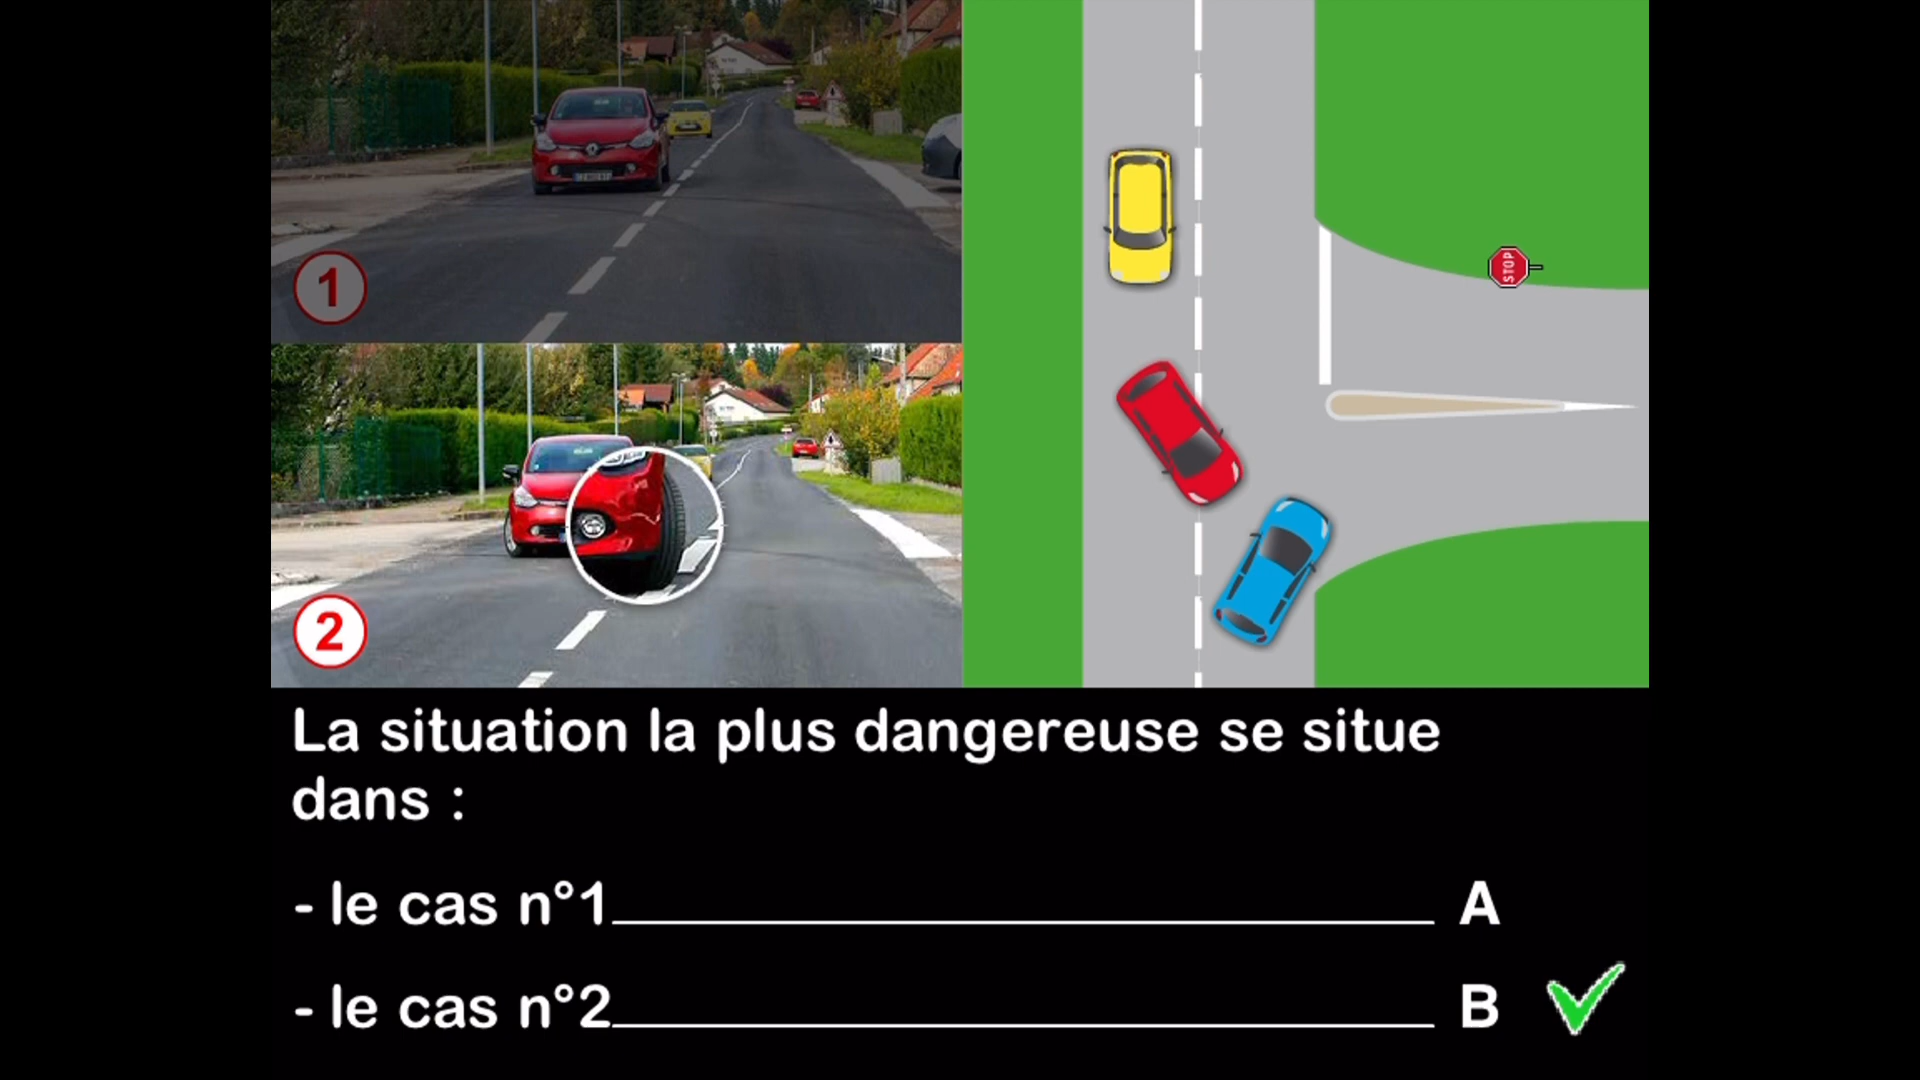 1
2
STOP
La situation la plus dangereuse se situe
dans :
- le cas n°1 A
- le cas n°2 B